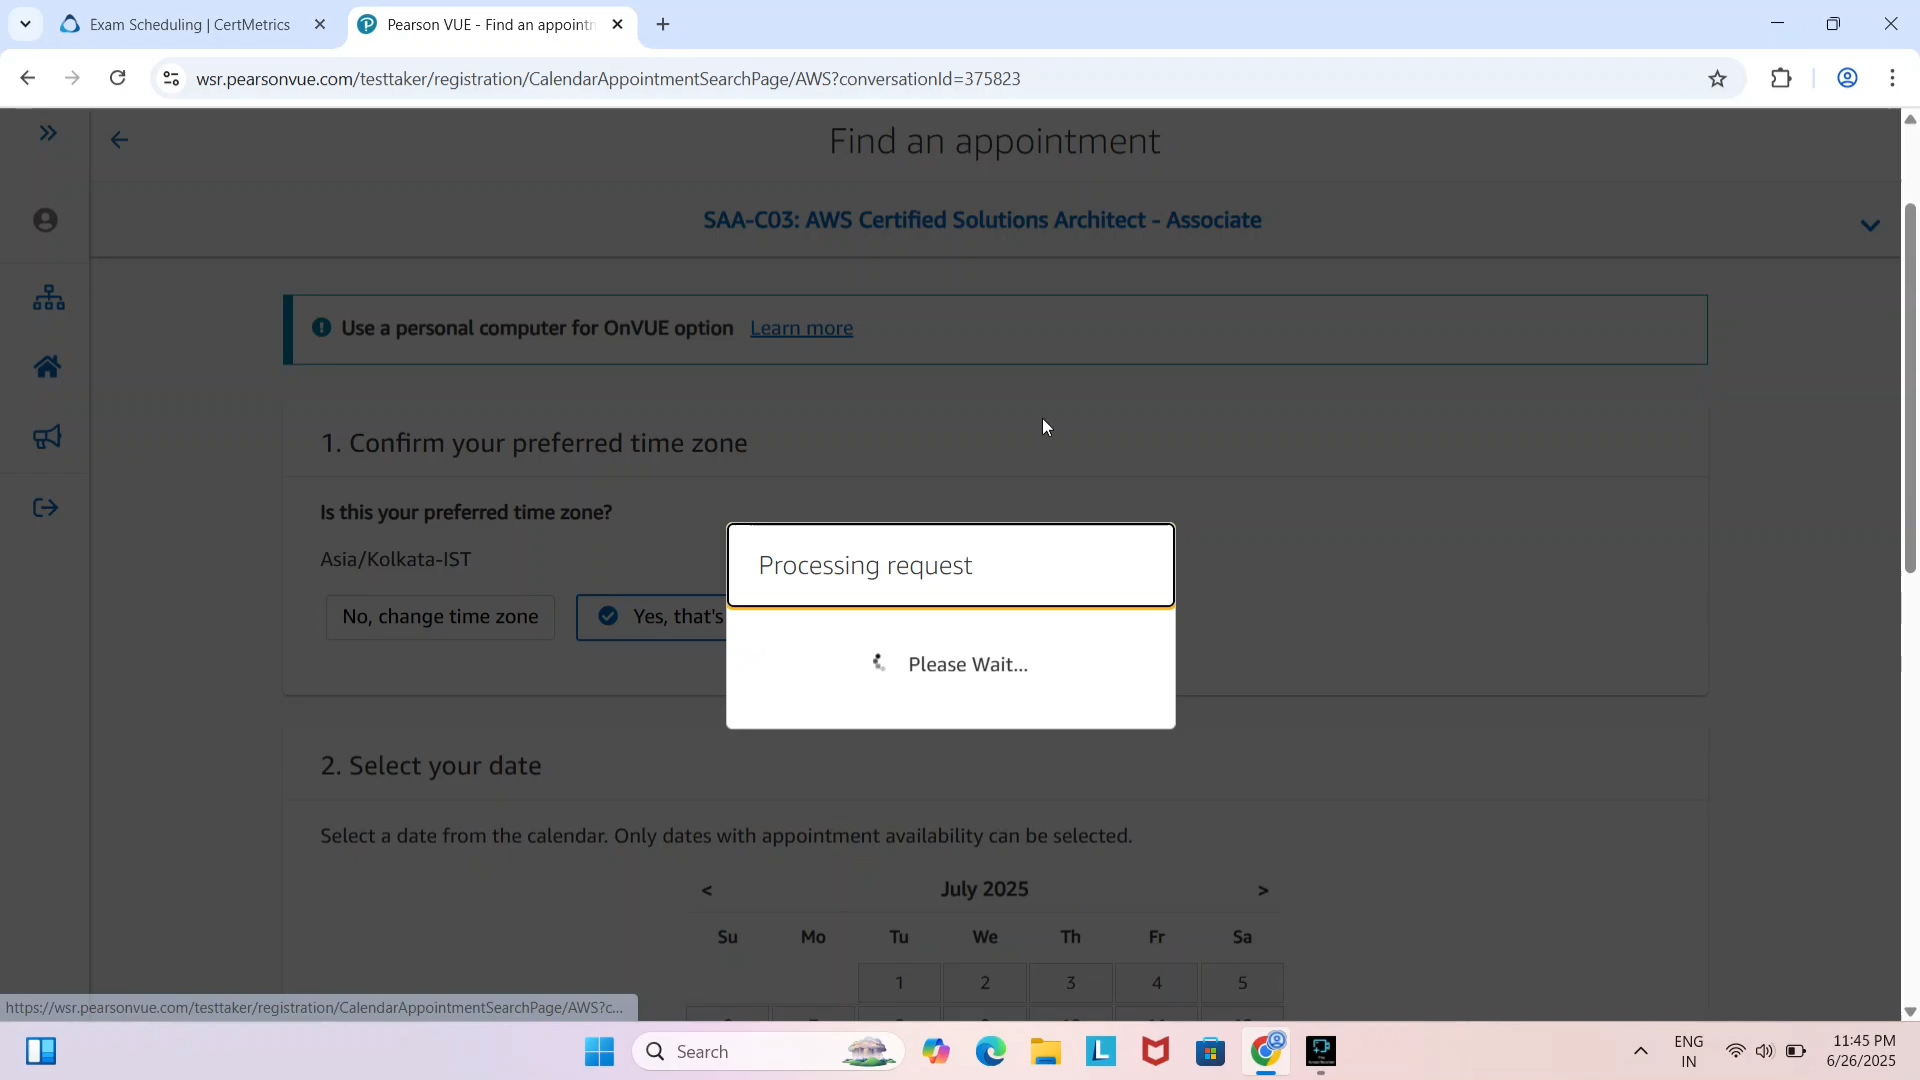 Exam Scheduling | CertMetrics
Pearson VUE - Find an appointm
wsr.pearsonvue.com/testtaker/registration/CalendarAppointmentSearchPage/AWS?conversationId=375823
Find an appointment
SAA-C03: AWS Certified Solutions Architect - Associate
Use a personal computer for OnVUE option Learn more
1. Confirm your preferred time zone
Is this your preferred time zone?
Asia/Kolkata-IST
No, change time zone
Yes, that's
Processing request
Please Wait...
2. Select your date
Select a date from the calendar. Only dates with appointment availability can be selected.
< July 2025 >
Su Mo Tu We Th Fr Sa
1 2 3 4 5
https://wsr.pearsonvue.com/testtaker/registration/CalendarAppointmentSearchPage/AWS?c...
Search
ENG
IN
11:45 PM
6/26/2025